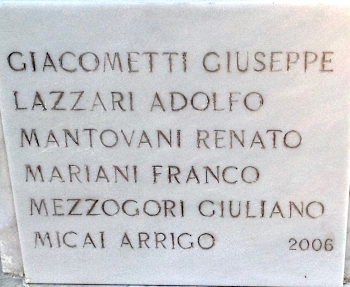 GIACOMETTI GIUSEPPE
LAZZARI ADOLFO
MANTOVANI RENATO
MARIANI FRANCO
MEZZOGORI GIULIANO
MICAI ARRIGO 2006